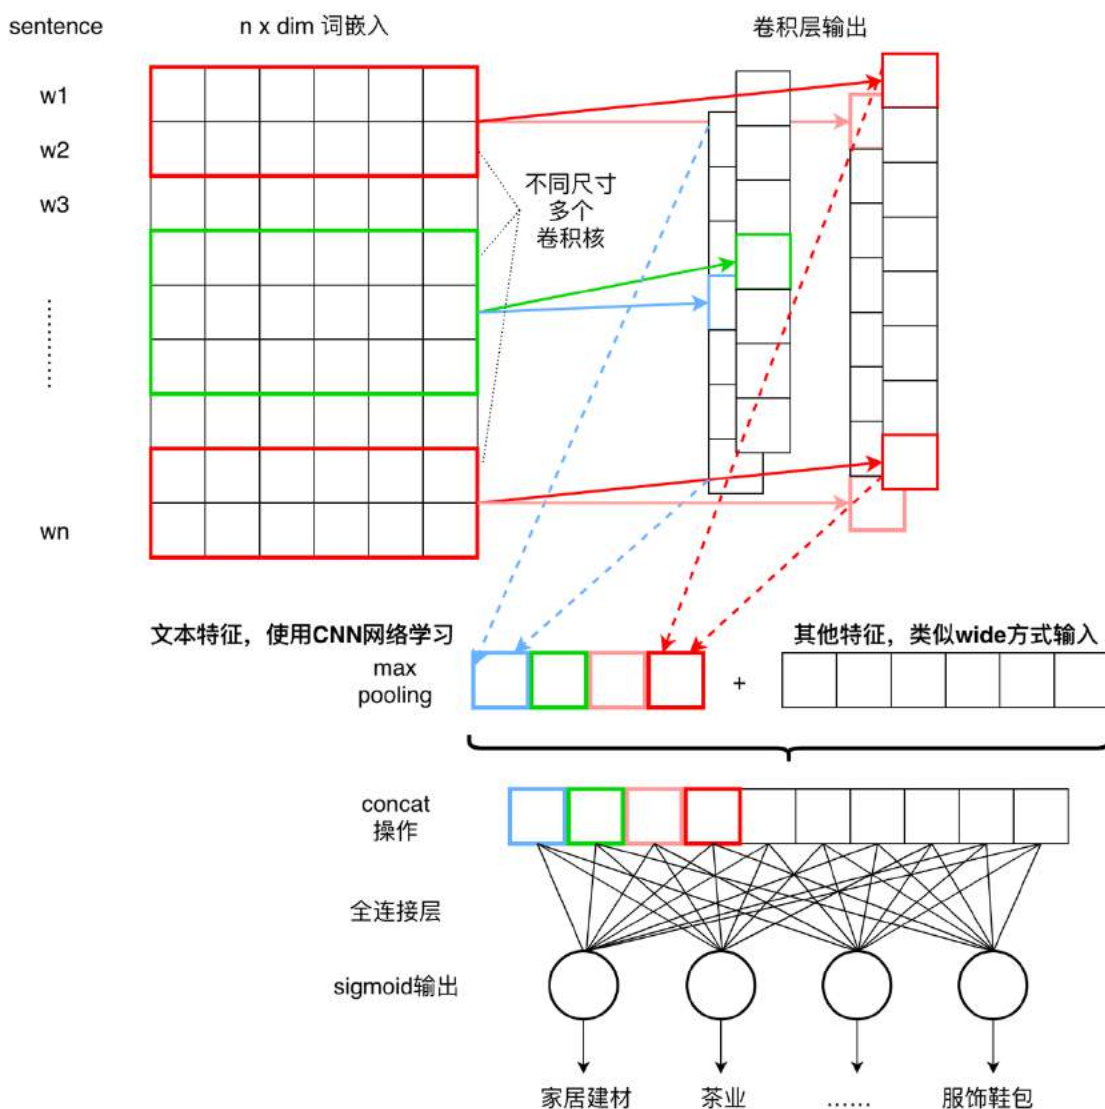 sentence
n x dim 词嵌入
卷积层输出
w1
w2
w3
不同尺寸
多个
卷积核
········
wn
文本特征，使用CNN网络学习
其他特征，类似wide方式输入
max
pooling
+
concat
操作
全连接层
sigmoid输出
家居建材
茶业
......
服饰鞋包